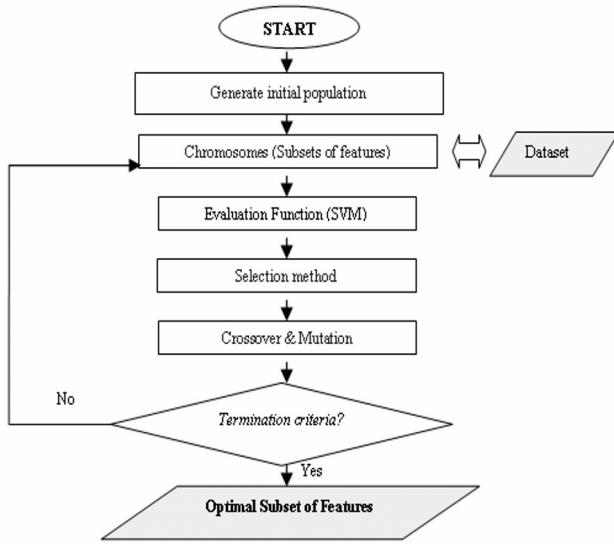 START
Generate initial population
Chromosomes (Subsets of features)
Dataset
Evaluation Function (SVM)
Selection method
Crossover & Mutation
No
Termination criteria?
Yes
Optimal Subset of Features